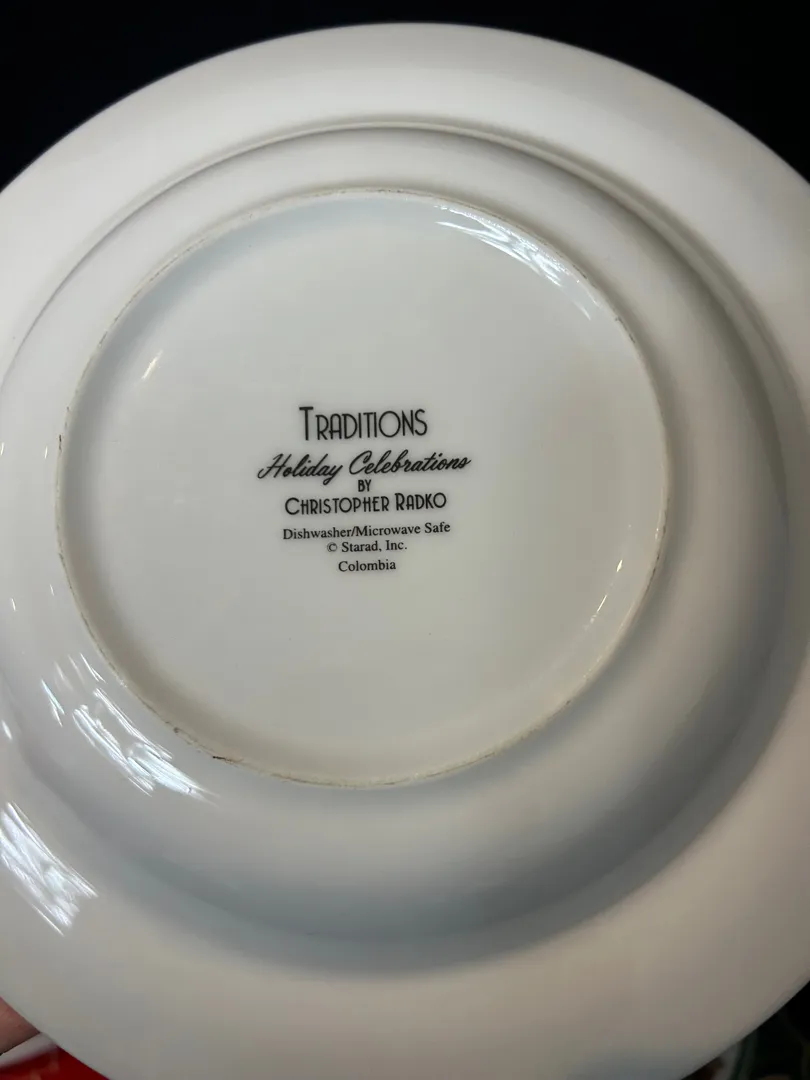 TRADITIONS
Holiday Celebrations
BY
CHRISTOPHER RADKO
Dishwasher/Microwave Safe
© Starad, Inc.
Colombia